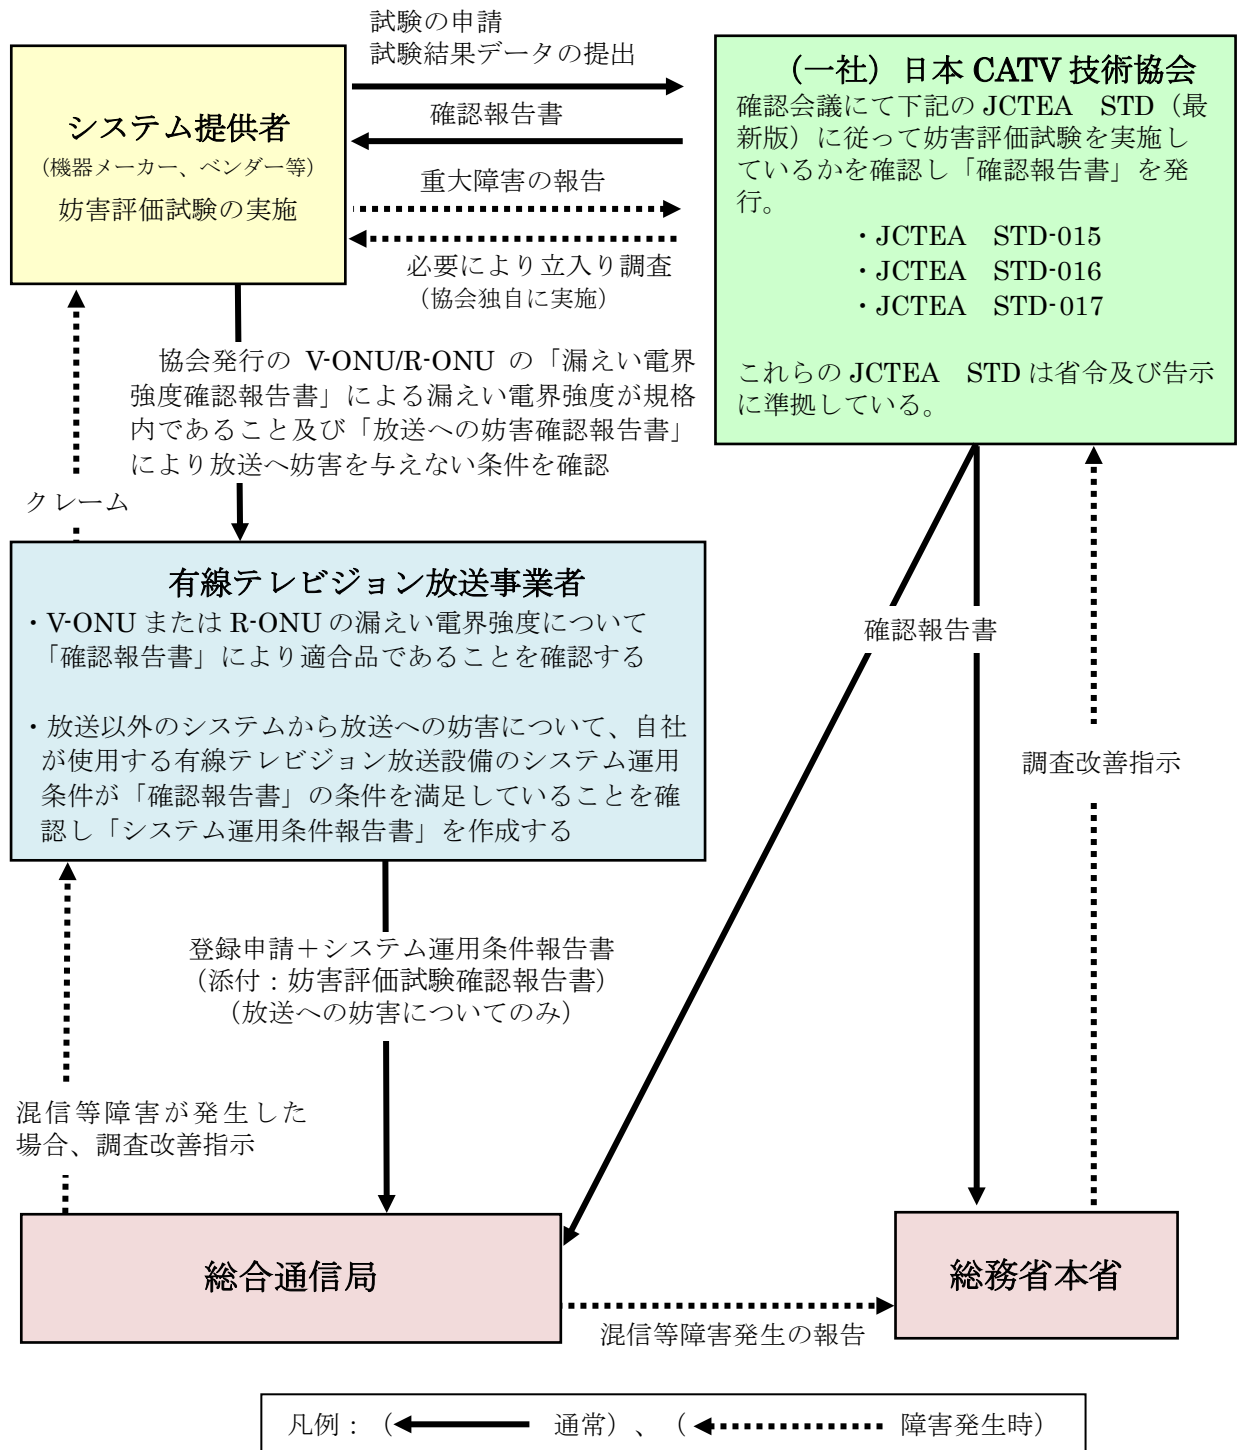 試験の申請
試験結果データの提出
確認報告書
重大障害の報告
必要により立入り調査
（協会独自に実施）
システム提供者
（機器メーカー、ベンダー等）
妨害評価試験の実施
（一社）日本 CATV 技術協会
確認会議にて下記の JCTEA　STD（最
新版）に従って妨害評価試験を実施し
ているかを確認し「確認報告書」を発
行。
・JCTEA　STD-015
・JCTEA　STD-016
・JCTEA　STD-017
これらの JCTEA　STD は省令及び告示
に準拠している。
協会発行の V-ONU/R-ONU の「漏えい電界
強度確認報告書」による漏えい電界強度が規格
内であること及び「放送への妨害確認報告書」
により放送へ妨害を与えない条件を確認
クレーム
有線テレビジョン放送事業者
・V-ONU または R-ONU の漏えい電界強度について
「確認報告書」により適合品であることを確認する
・放送以外のシステムから放送への妨害について、自社
が使用する有線テレビジョン放送設備のシステム運用
条件が「確認報告書」の条件を満足していることを確
認し「システム運用条件報告書」を作成する
確認報告書
調査改善指示
登録申請＋システム運用条件報告書
（添付：妨害評価試験確認報告書）
（放送への妨害についてのみ）
混信等障害が発生した
場合、調査改善指示
総合通信局
総務省本省
混信等障害発生の報告
凡例：（ 通常）、（ 障害発生時）